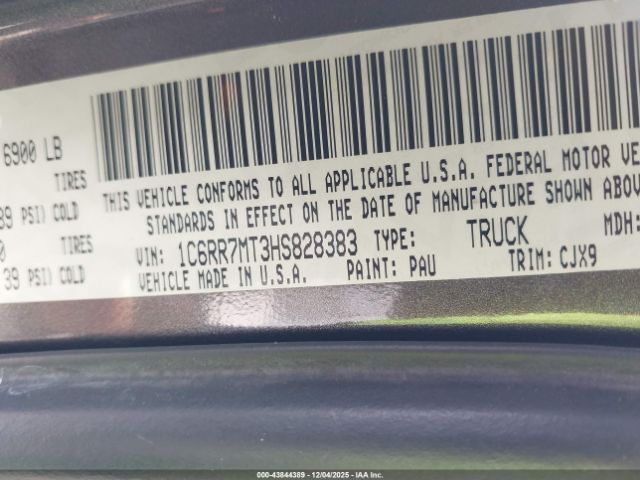 6900 LB
TIRES
39 PSI) COLD
TIRES
39 PSI) COLD
THIS VEHICLE CONFORMS TO ALL APPLICABLE U.S.A. FEDERAL MOTOR
STANDARDS IN EFFECT ON THE DATE OF MANUFACTURE SHOWN ABOVE
VIN: 1C6RR7MT3HS828383 TYPE: TRUCK MDH:
VEHICLE MADE IN U.S.A. PAINT: PAU TRIM: CJX9
000-43844389 | 12/04/2025 - IAA Inc.